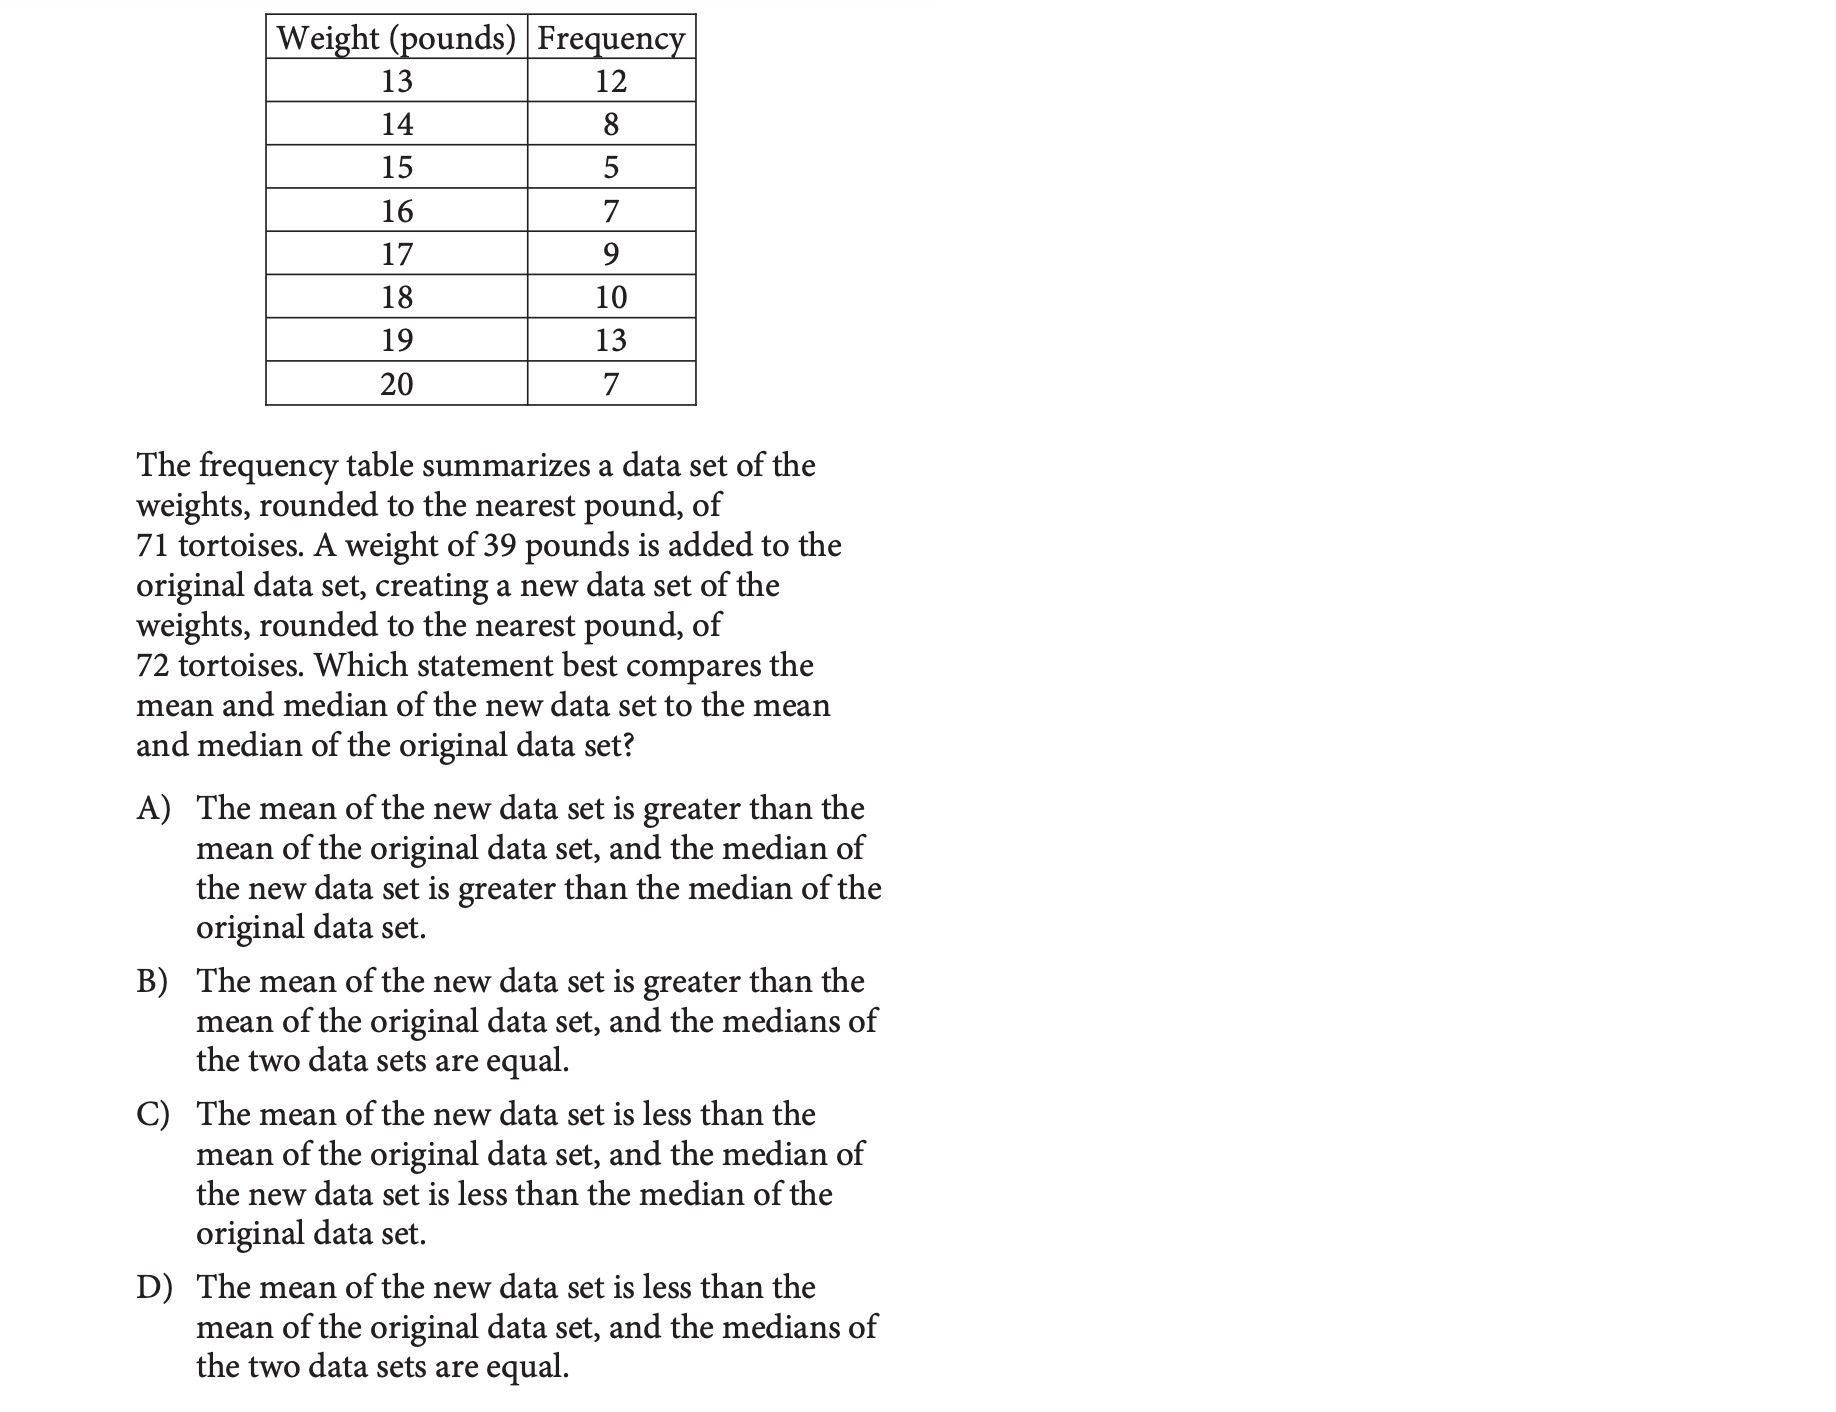 Weight (pounds) Frequency
13 12
14 8
15 5
16 7
17 9
18 10
19 13
20 7
The frequency table summarizes a data set of the
weights, rounded to the nearest pound, of
71 tortoises. A weight of 39 pounds is added to the
original data set, creating a new data set of the
weights, rounded to the nearest pound, of
72 tortoises. Which statement best compares the
mean and median of the new data set to the mean
and median of the original data set?
A) The mean of the new data set is greater than the
mean of the original data set, and the median of
the new data set is greater than the median of the
original data set.
B) The mean of the new data set is greater than the
mean of the original data set, and the medians of
the two data sets are equal.
C) The mean of the new data set is less than the
mean of the original data set, and the median of
the new data set is less than the median of the
original data set.
D) The mean of the new data set is less than the
mean of the original data set, and the medians of
the two data sets are equal.